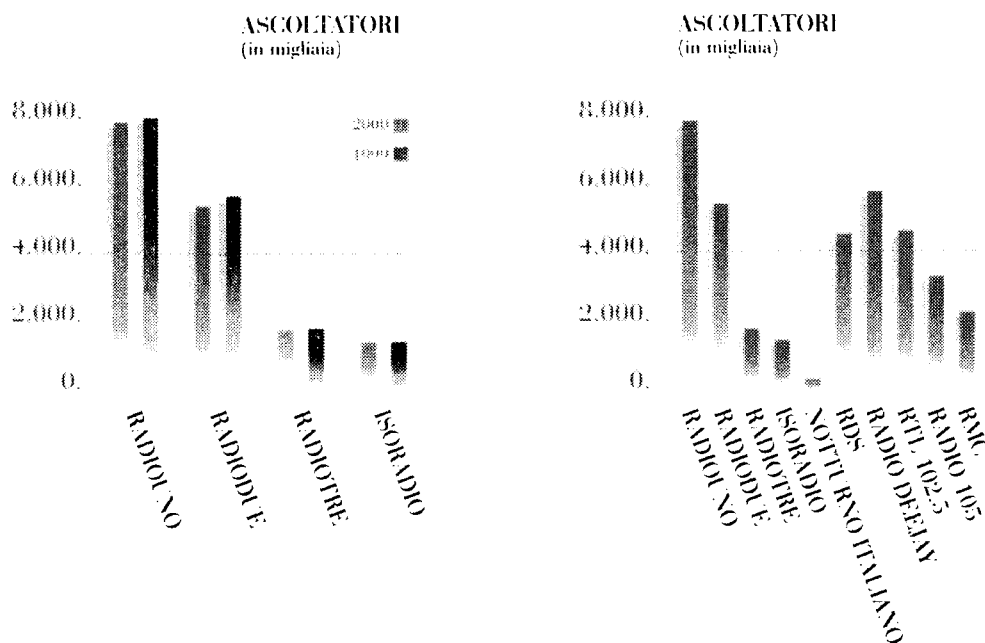 ASCOLTATORI
(in migliaia)
8.000.
6.000.
4.000.
2.000.
0.
2000
1999
RADIOUNO
RADIODUE
RADIOTRE
ISORADIO
ASCOLTATORI
(in migliaia)
8.000.
6.000.
4.000.
2.000.
0.
RADIOUNO
RADIODUE
RADIOTRE
ISORADIO
NOTTURNO ITALIANO
RDS
RADIO DEEJAY
RTL 102.5
RADIO 105
RMC